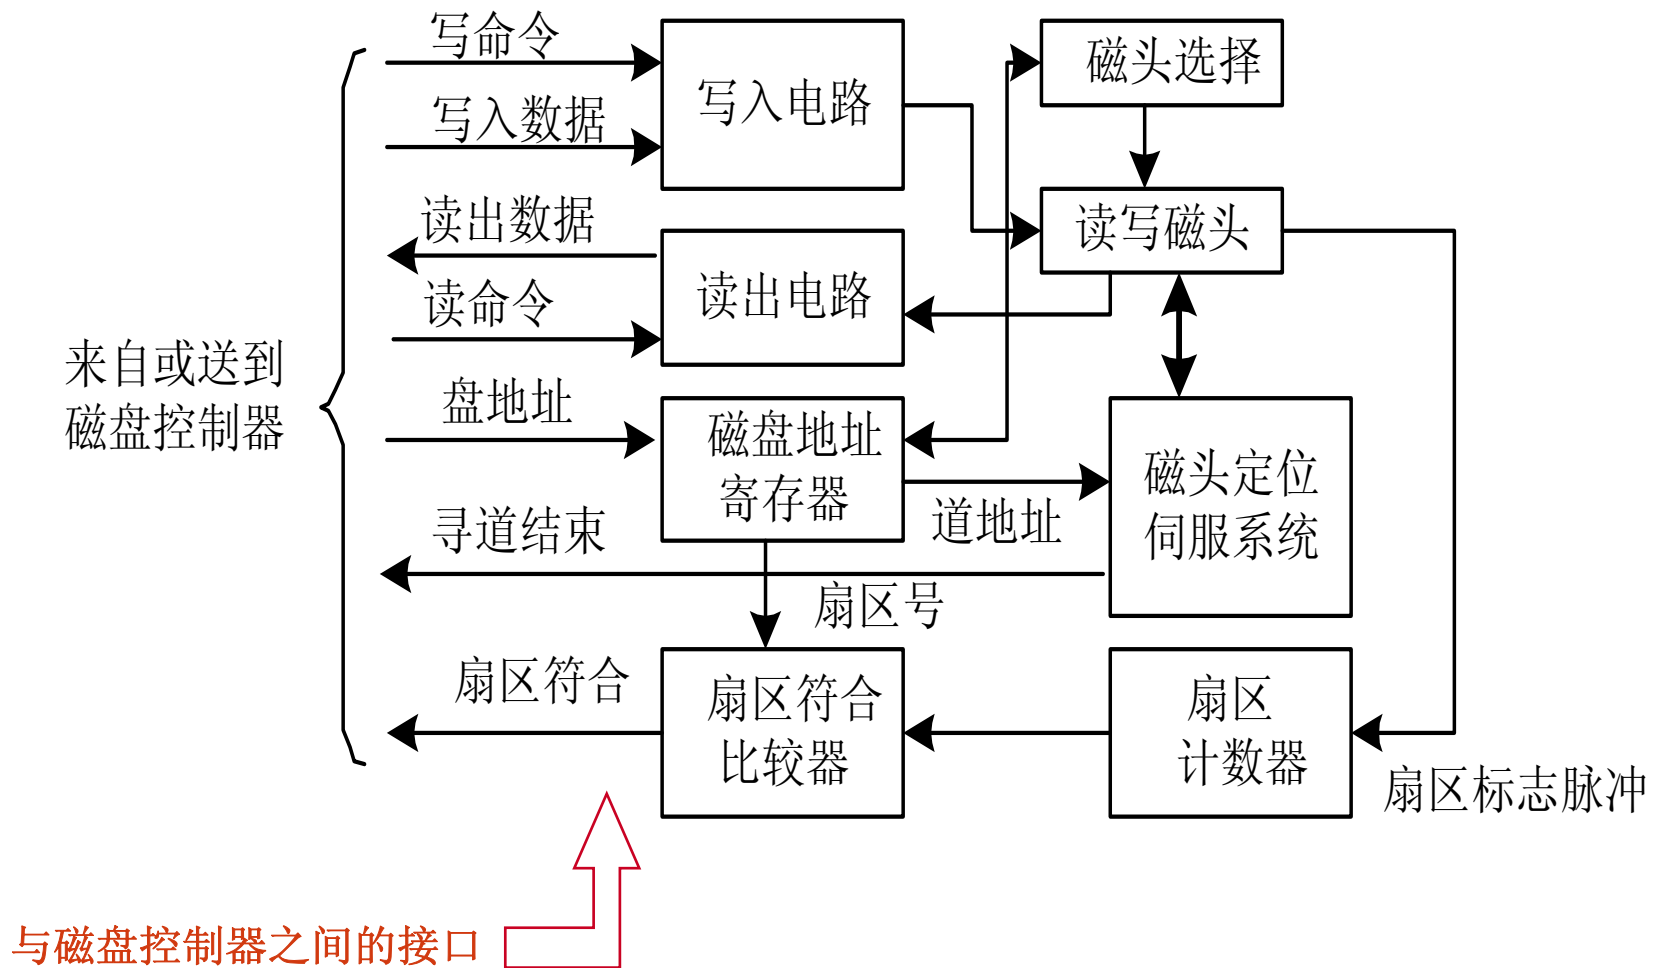 写命令
写入电路
磁头选择
写入数据
读出数据
读写磁头
读出电路
读命令
来自或送到
磁盘控制器
盘地址
磁盘地址
寄存器
道地址
磁头定位
伺服系统
寻道结束
扇区号
扇区符合
扇区符合
比较器
扇区
计数器
扇区标志脉冲
与磁盘控制器之间的接口